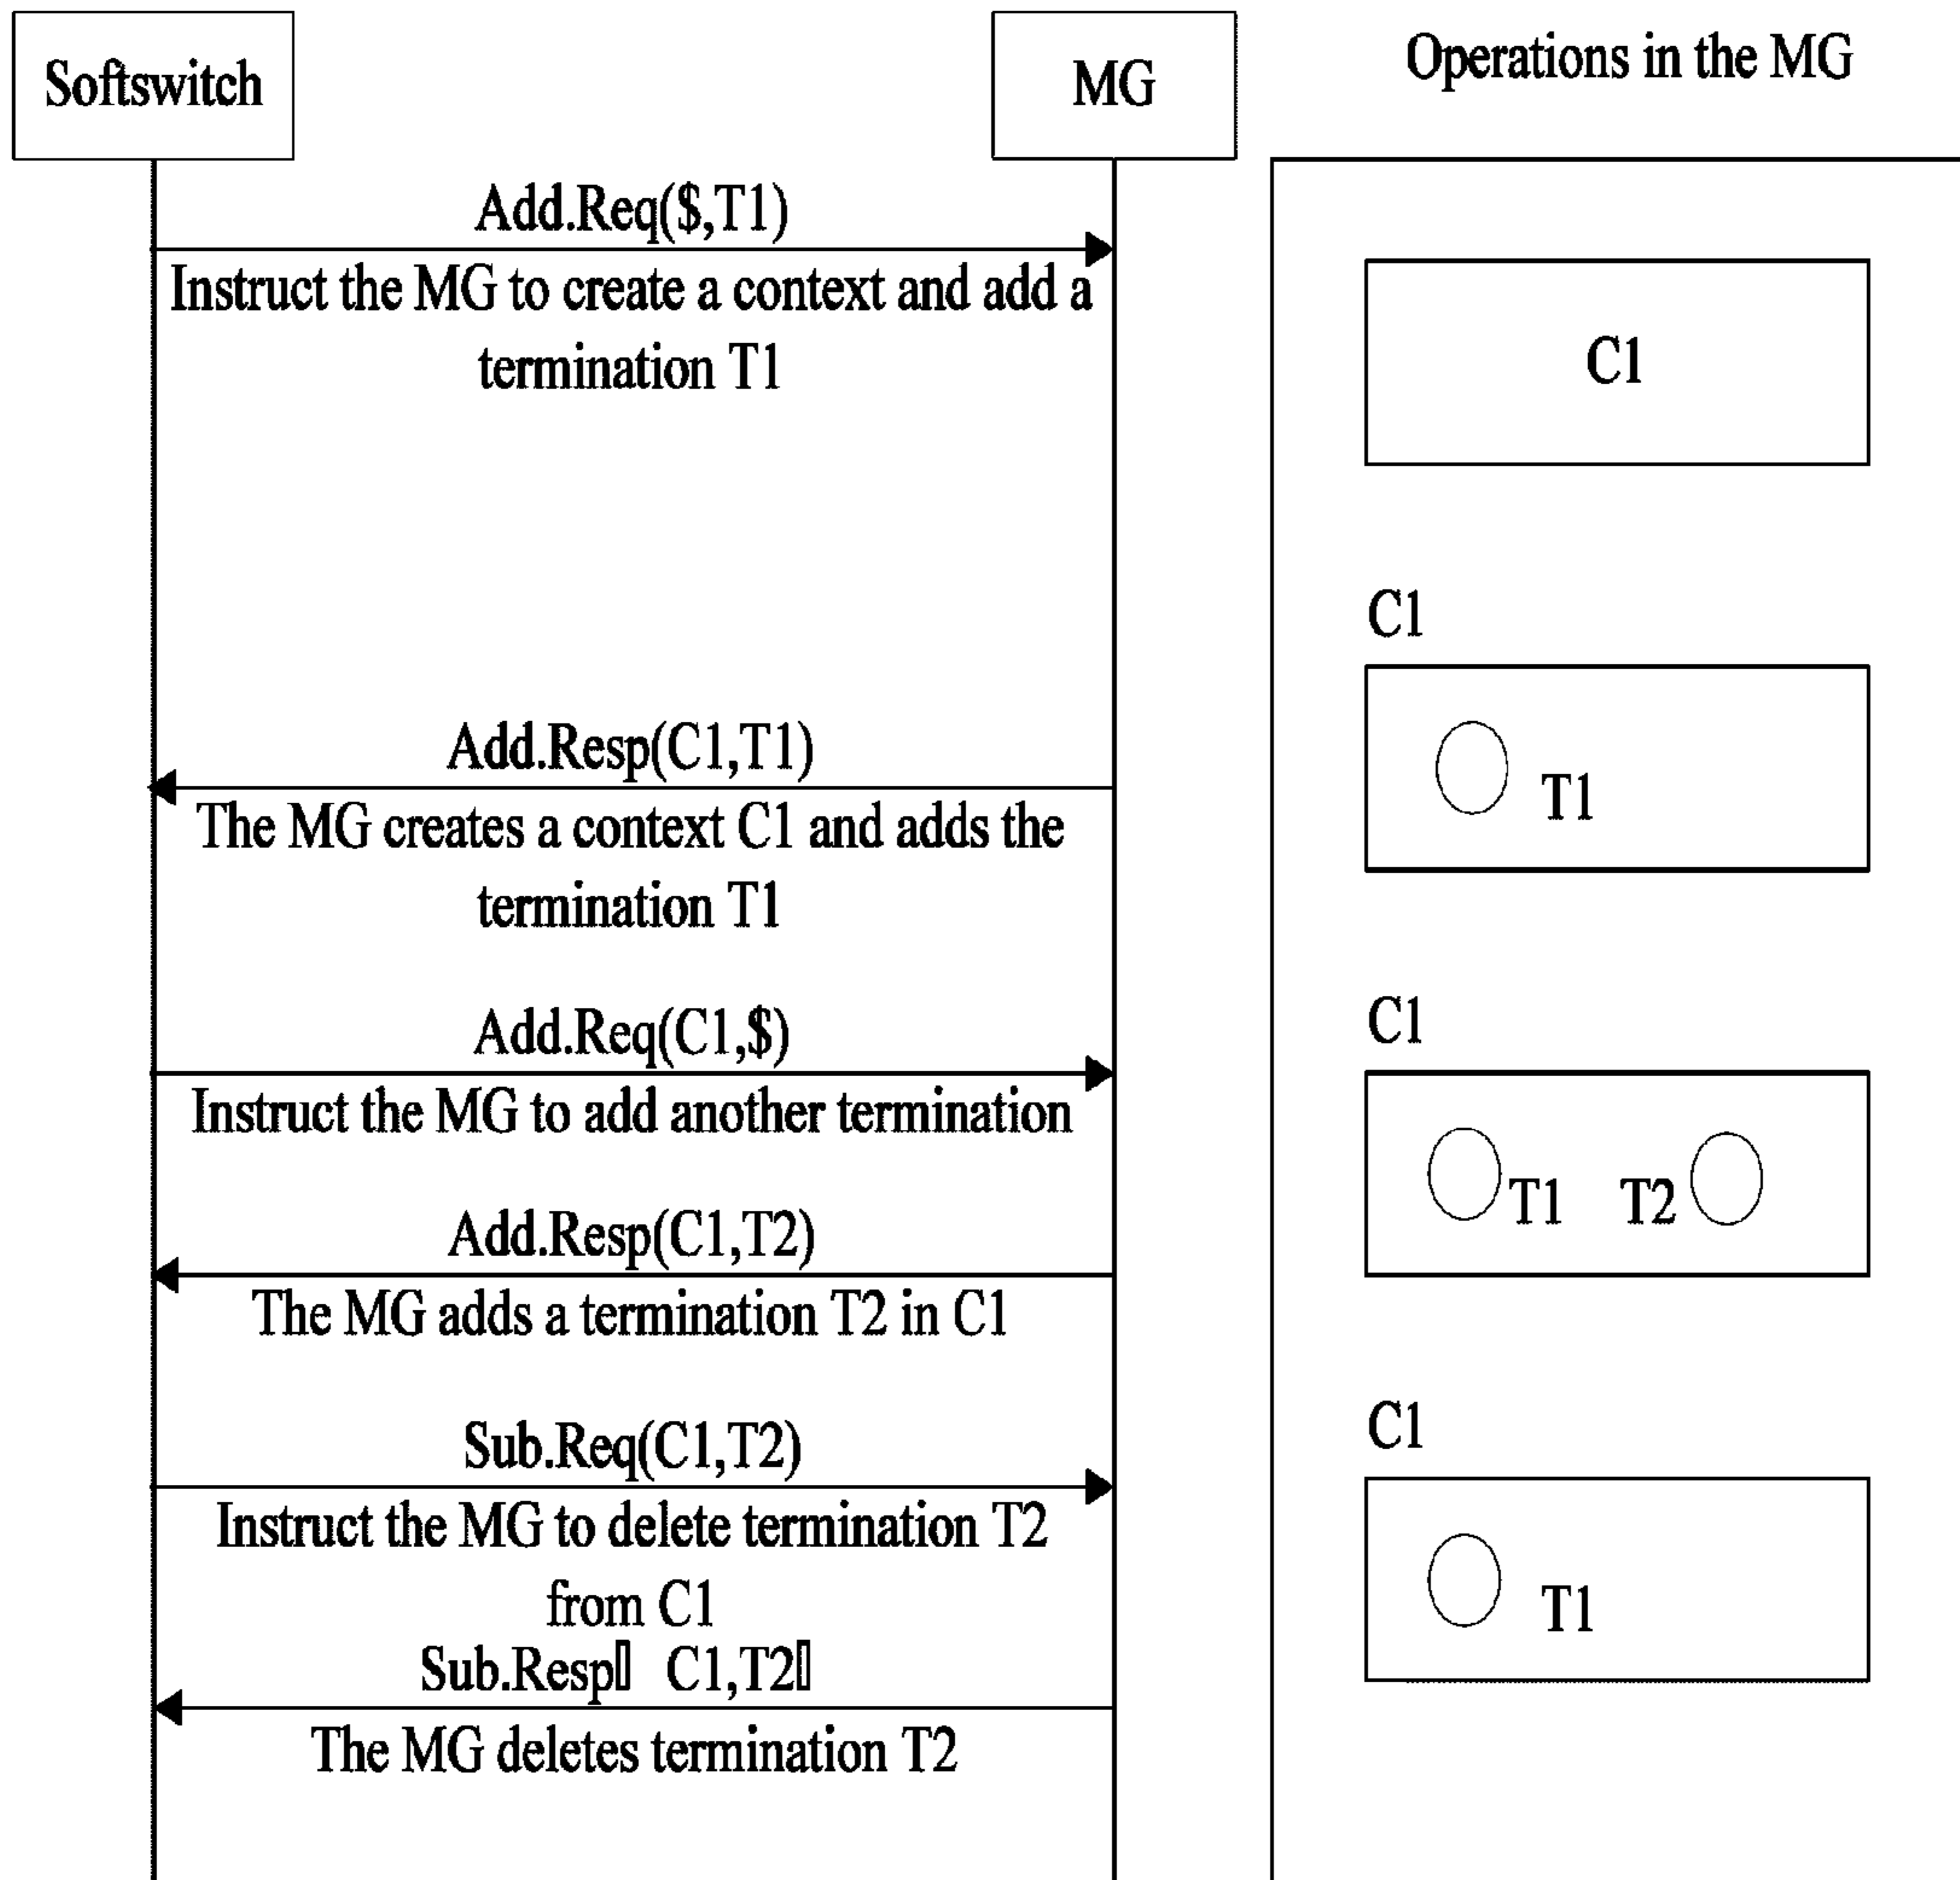 Softswitch
MG
Operations in the MG
Add.Req($,T1)
Instruct the MG to create a context and add a
termination T1
C1
C1
Add.Resp(C1,T1)
T1
The MG creates a context C1 and adds the
termination T1
Add.Req(C1,$)
C1
Instruct the MG to add another termination
T1 T2
Add.Resp(C1,T2)
The MG adds a termination T2 in C1
Sub.Req(C1,T2)
C1
Instruct the MG to delete termination T2
from C1
T1
Sub.Resp▯ C1,T2▯
The MG deletes termination T2